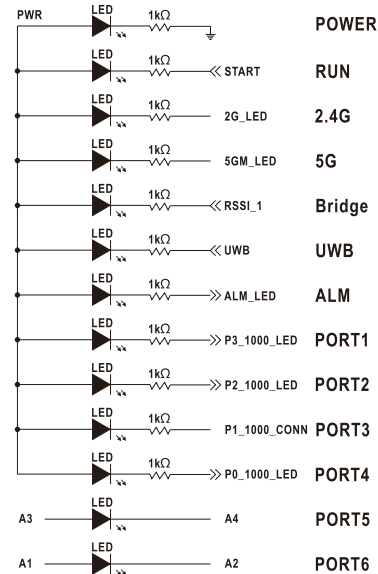 PWR LED 1kΩ POWER
LED 1kΩ START RUN
LED 1kΩ 2G_LED 2.4G
LED 1kΩ 5GM_LED 5G
LED 1kΩ RSSI_1 Bridge
LED 1kΩ UWB UWB
LED 1kΩ ALM_LED ALM
LED 1kΩ P3_1000_LED PORT1
LED 1kΩ P2_1000_LED PORT2
LED 1kΩ P1_1000_CONN PORT3
LED 1kΩ P0_1000_LED PORT4
A3 LED A4 PORT5
A1 LED A2 PORT6